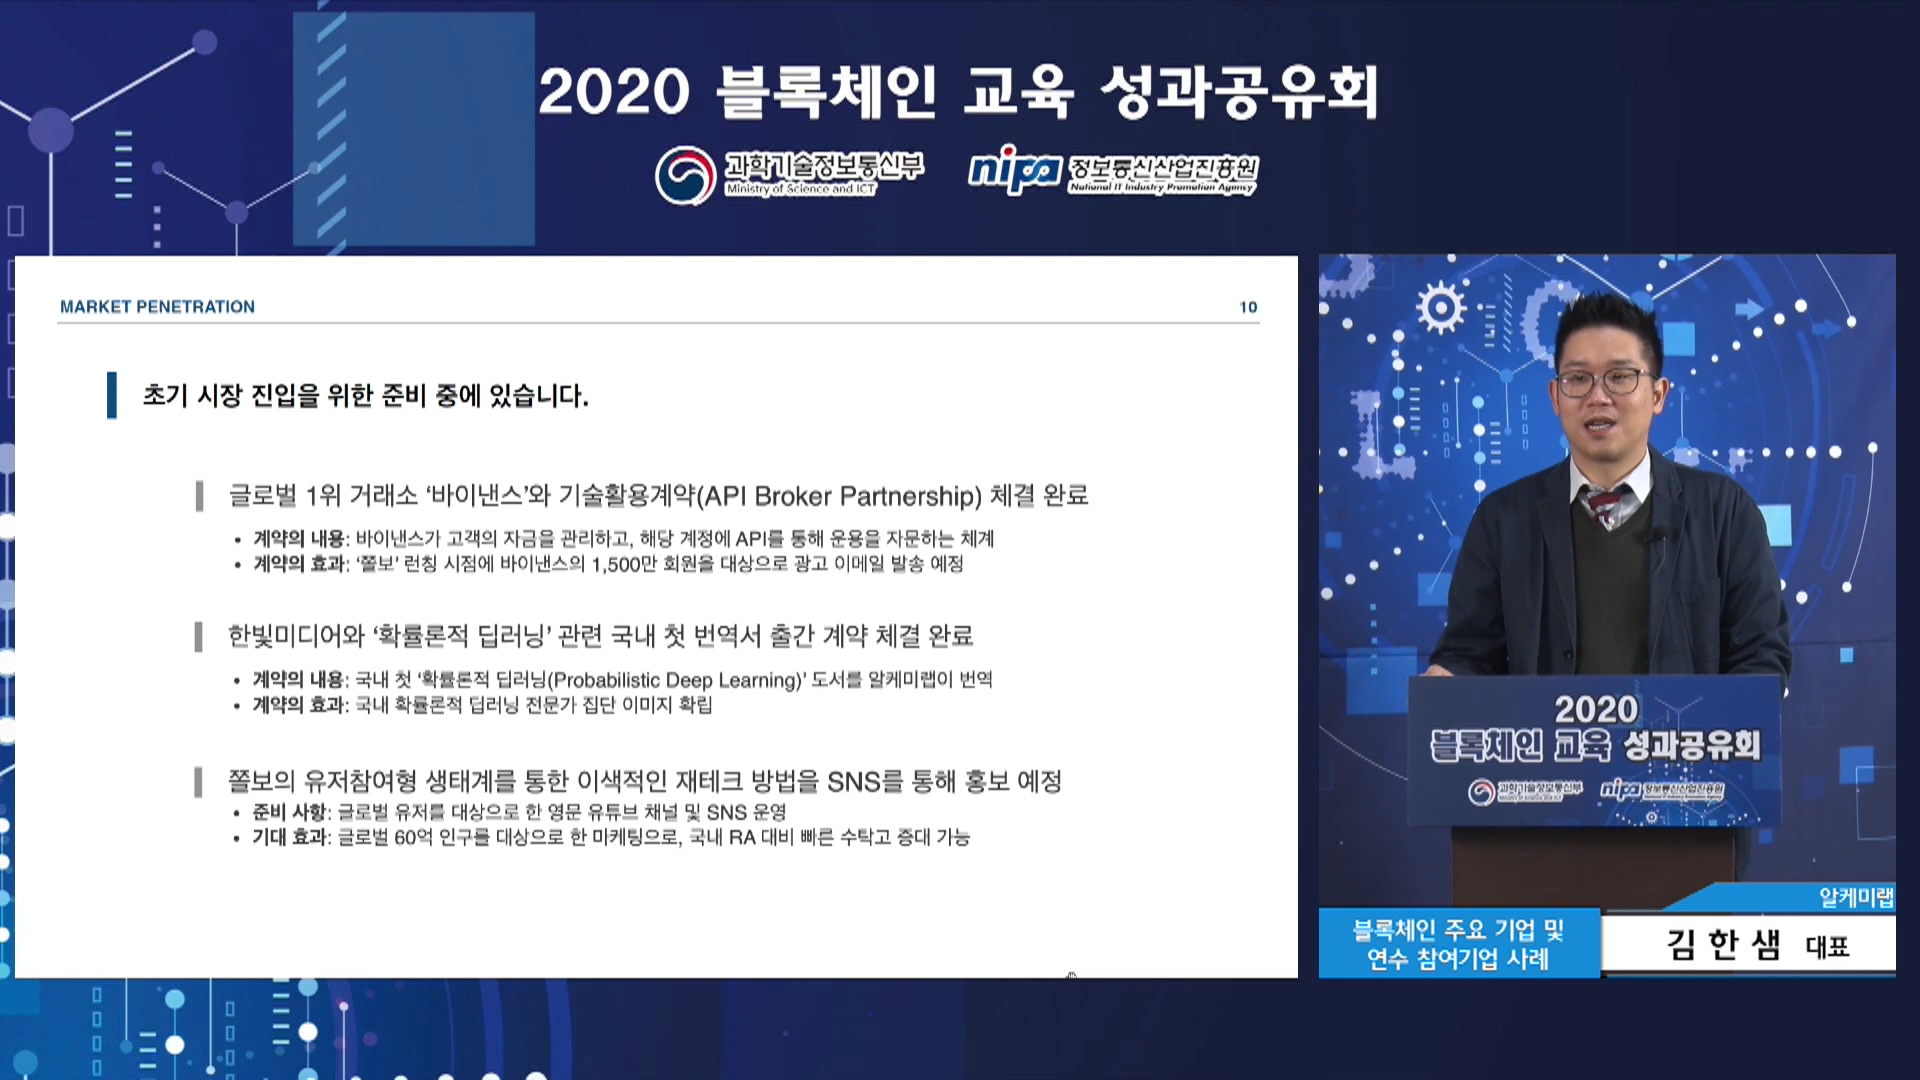 2020 블록체인 교육 성과공유회
과학기술정보통신부
Ministry of Science and ICT
nipa 정보통신산업진흥원
National IT Industry Promotion Agency
MARKET PENETRATION
10
초기 시장 진입을 위한 준비 중에 있습니다.
글로벌 1위 거래소 ‘바이낸스’와 기술활용계약(API Broker Partnership) 체결 완료
• 계약의 내용: 바이낸스가 고객의 자금을 관리하고, 해당 계정에 API를 통해 운용을 자문하는 체계
• 계약의 효과: ‘쫄보’ 런칭 시점에 바이낸스의 1,500만 회원을 대상으로 광고 이메일 발송 예정
한빛미디어와 ‘확률론적 딥러닝’ 관련 국내 첫 번역서 출간 계약 체결 완료
• 계약의 내용: 국내 첫 ‘확률론적 딥러닝(Probabilistic Deep Learning)’ 도서를 알케미랩이 번역
• 계약의 효과: 국내 확률론적 딥러닝 전문가 집단 이미지 확립
쫄보의 유저참여형 생태계를 통한 이색적인 재테크 방법을 SNS를 통해 홍보 예정
• 준비 사항: 글로벌 유저를 대상으로 한 영문 유튜브 채널 및 SNS 운영
• 기대 효과: 글로벌 60억 인구를 대상으로 한 마케팅으로, 국내 RA 대비 빠른 수탁고 증대 가능
2020
블록체인 교육 성과공유회
과학기술정보통신부
nipa 정보통신산업진흥원
알케미랩
블록체인 주요 기업 및
연수 참여기업 사례
김한샘 대표